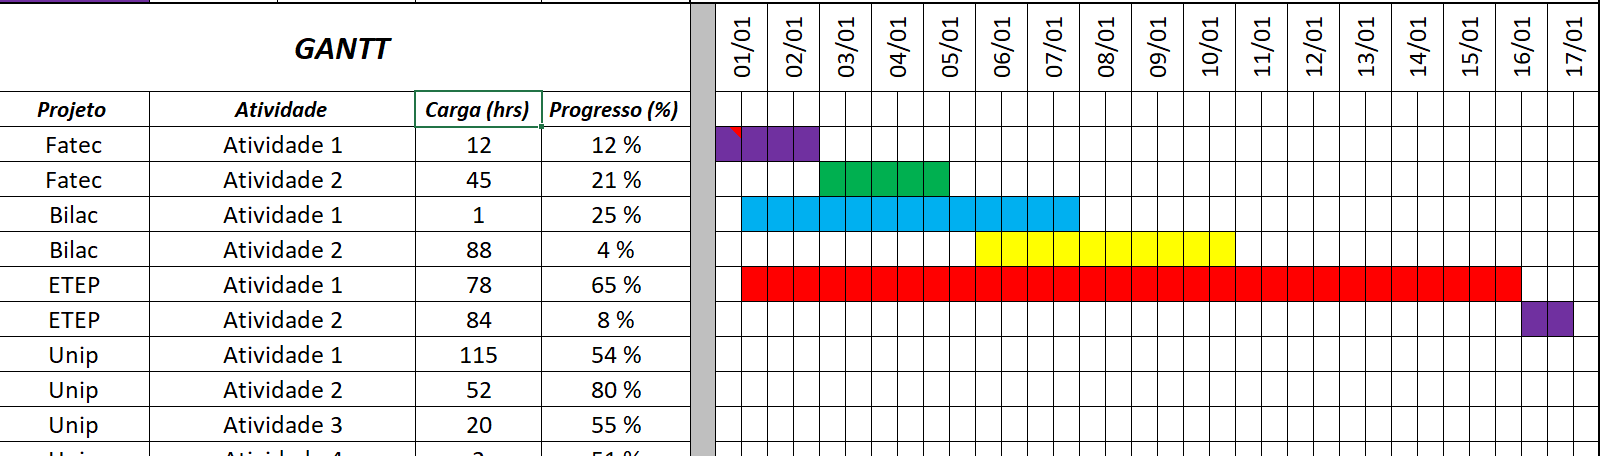 GANTT
01/01 02/01 03/01 04/01 05/01 06/01 07/01 08/01 09/01 10/01 11/01 12/01 13/01 14/01 15/01 16/01 17/01
Projeto Atividade Carga (hrs) Progresso (%)
Fatec Atividade 1 12 12 %
Fatec Atividade 2 45 21 %
Bilac Atividade 1 1 25 %
Bilac Atividade 2 88 4 %
ETEP Atividade 1 78 65 %
ETEP Atividade 2 84 8 %
Unip Atividade 1 115 54 %
Unip Atividade 2 52 80 %
Unip Atividade 3 20 55 %